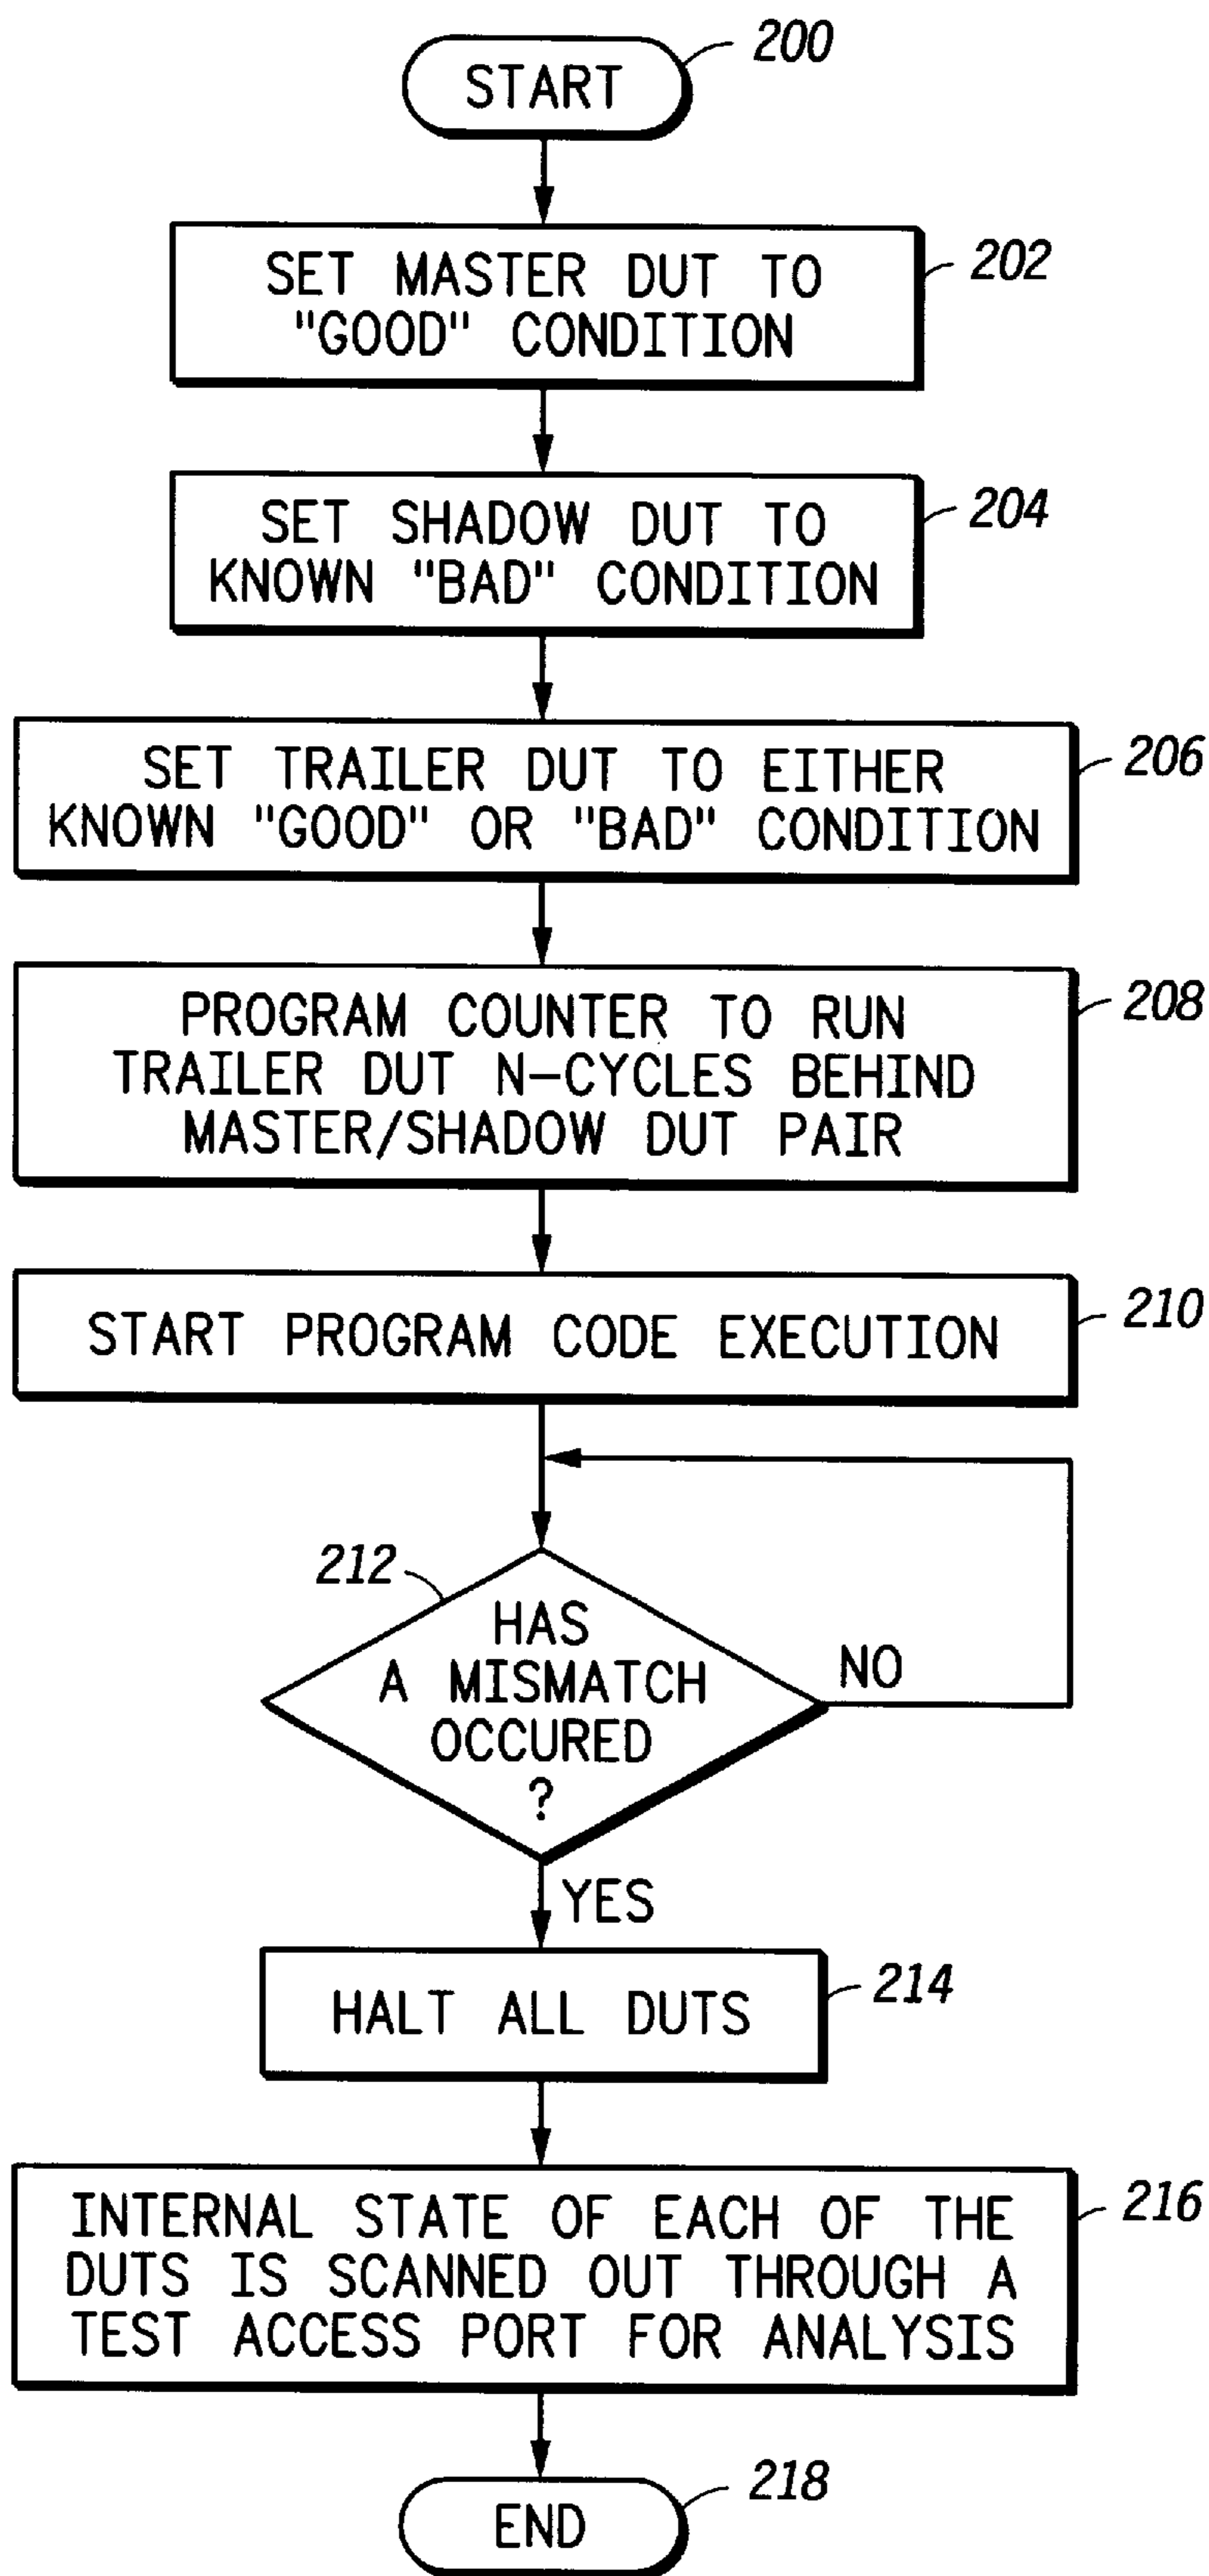 200
START
202
SET MASTER DUT TO
"GOOD" CONDITION
204
SET SHADOW DUT TO
KNOWN "BAD" CONDITION
206
SET TRAILER DUT TO EITHER
KNOWN "GOOD" OR "BAD" CONDITION
208
PROGRAM COUNTER TO RUN
TRAILER DUT N-CYCLES BEHIND
MASTER/SHADOW DUT PAIR
210
START PROGRAM CODE EXECUTION
212
HAS
A MISMATCH
OCCURED
?
NO
YES
214
HALT ALL DUTS
216
INTERNAL STATE OF EACH OF THE
DUTS IS SCANNED OUT THROUGH A
TEST ACCESS PORT FOR ANALYSIS
218
END